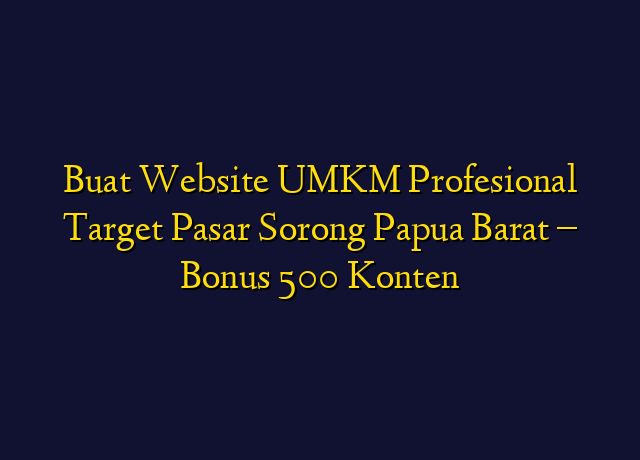 Buat Website UMKM Profesional
Target Pasar Sorong Papua Barat –
Bonus 500 Konten